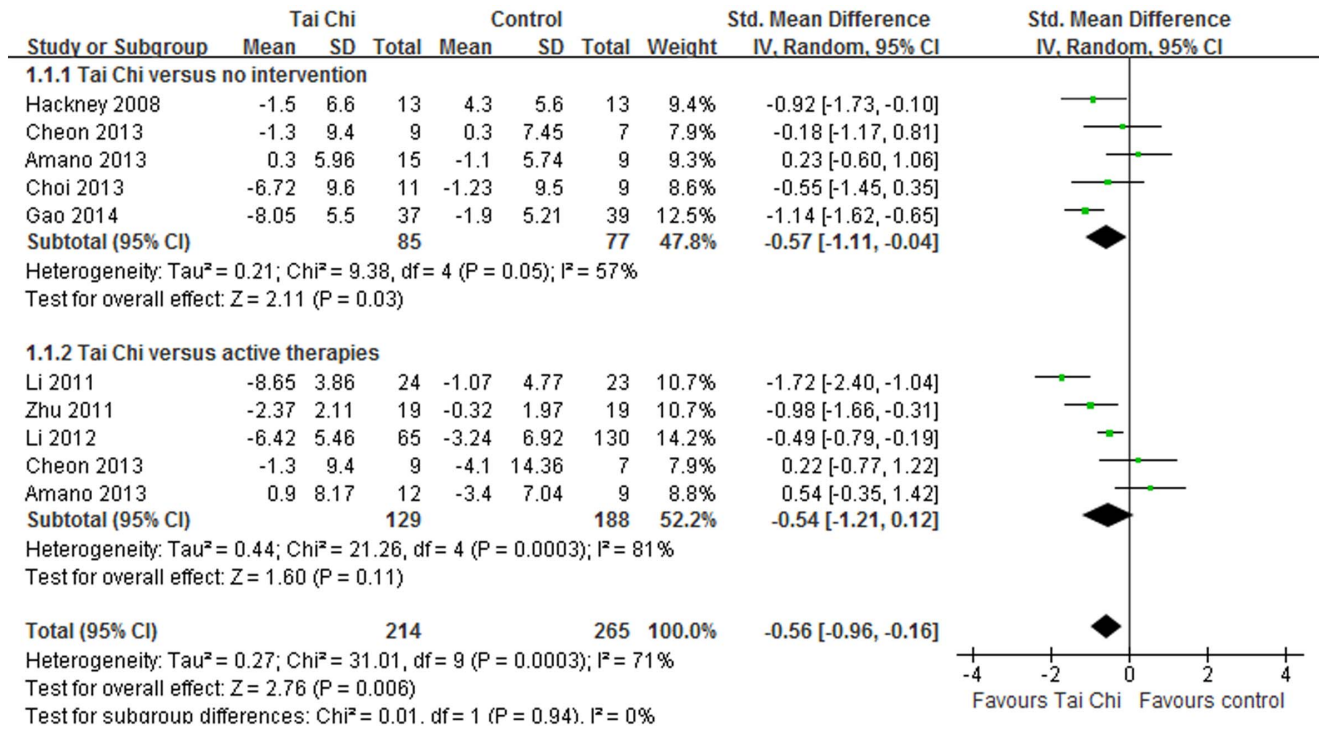 Tai Chi Control Std. Mean Difference Std. Mean Difference
Study or Subgroup Mean SD Total Mean SD Total Weight IV, Random, 95% CI IV, Random, 95% CI
1.1.1 Tai Chi versus no intervention
Hackney 2008 -1.5 6.6 13 4.3 5.6 13 9.4% -0.92 [-1.73, -0.10]
Cheon 2013 -1.3 9.4 9 0.3 7.45 7 7.9% -0.18 [-1.17, 0.81]
Amano 2013 0.3 5.96 15 -1.1 5.74 9 9.3% 0.23 [-0.60, 1.06]
Choi 2013 -6.72 9.6 11 -1.23 9.5 9 8.6% -0.55 [-1.45, 0.35]
Gao 2014 -8.05 5.5 37 -1.9 5.21 39 12.5% -1.14 [-1.62, -0.65]
Subtotal (95% CI) 85 77 47.8% -0.57 [-1.11, -0.04]
Heterogeneity: Tau² = 0.21; Chi² = 9.38, df = 4 (P = 0.05); I² = 57%
Test for overall effect: Z = 2.11 (P = 0.03)
1.1.2 Tai Chi versus active therapies
Li 2011 -8.65 3.86 24 -1.07 4.77 23 10.7% -1.72 [-2.40, -1.04]
Zhu 2011 -2.37 2.11 19 -0.32 1.97 19 10.7% -0.98 [-1.66, -0.31]
Li 2012 -6.42 5.46 65 -3.24 6.92 130 14.2% -0.49 [-0.79, -0.19]
Cheon 2013 -1.3 9.4 9 -4.1 14.36 7 7.9% 0.22 [-0.77, 1.22]
Amano 2013 0.9 8.17 12 -3.4 7.04 9 8.8% 0.54 [-0.35, 1.42]
Subtotal (95% CI) 129 188 52.2% -0.54 [-1.21, 0.12]
Heterogeneity: Tau² = 0.44; Chi² = 21.26, df = 4 (P = 0.0003); I² = 81%
Test for overall effect: Z = 1.60 (P = 0.11)
Total (95% CI) 214 265 100.0% -0.56 [-0.96, -0.16]
Heterogeneity: Tau² = 0.27; Chi² = 31.01, df = 9 (P = 0.0003); I² = 71%
Test for overall effect: Z = 2.76 (P = 0.006)
Test for subgroup differences: Chi² = 0.01, df = 1 (P = 0.94), I² = 0%
-4 -2 0 2 4
Favours Tai Chi Favours control